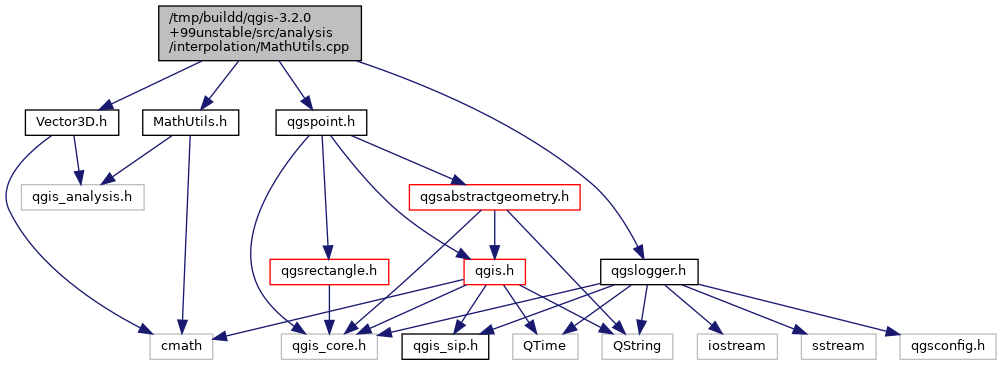 /tmp/buildd/qgis-3.2.0
+99unstable/src/analysis
/interpolation/MathUtils.cpp
Vector3D.h
MathUtils.h
qgspoint.h
qgis_analysis.h
qgsabstractgeometry.h
qgsrectangle.h
qgis.h
qgslogger.h
cmath
qgis_core.h
qgis_sip.h
QTime
QString
iostream
sstream
qgsconfig.h